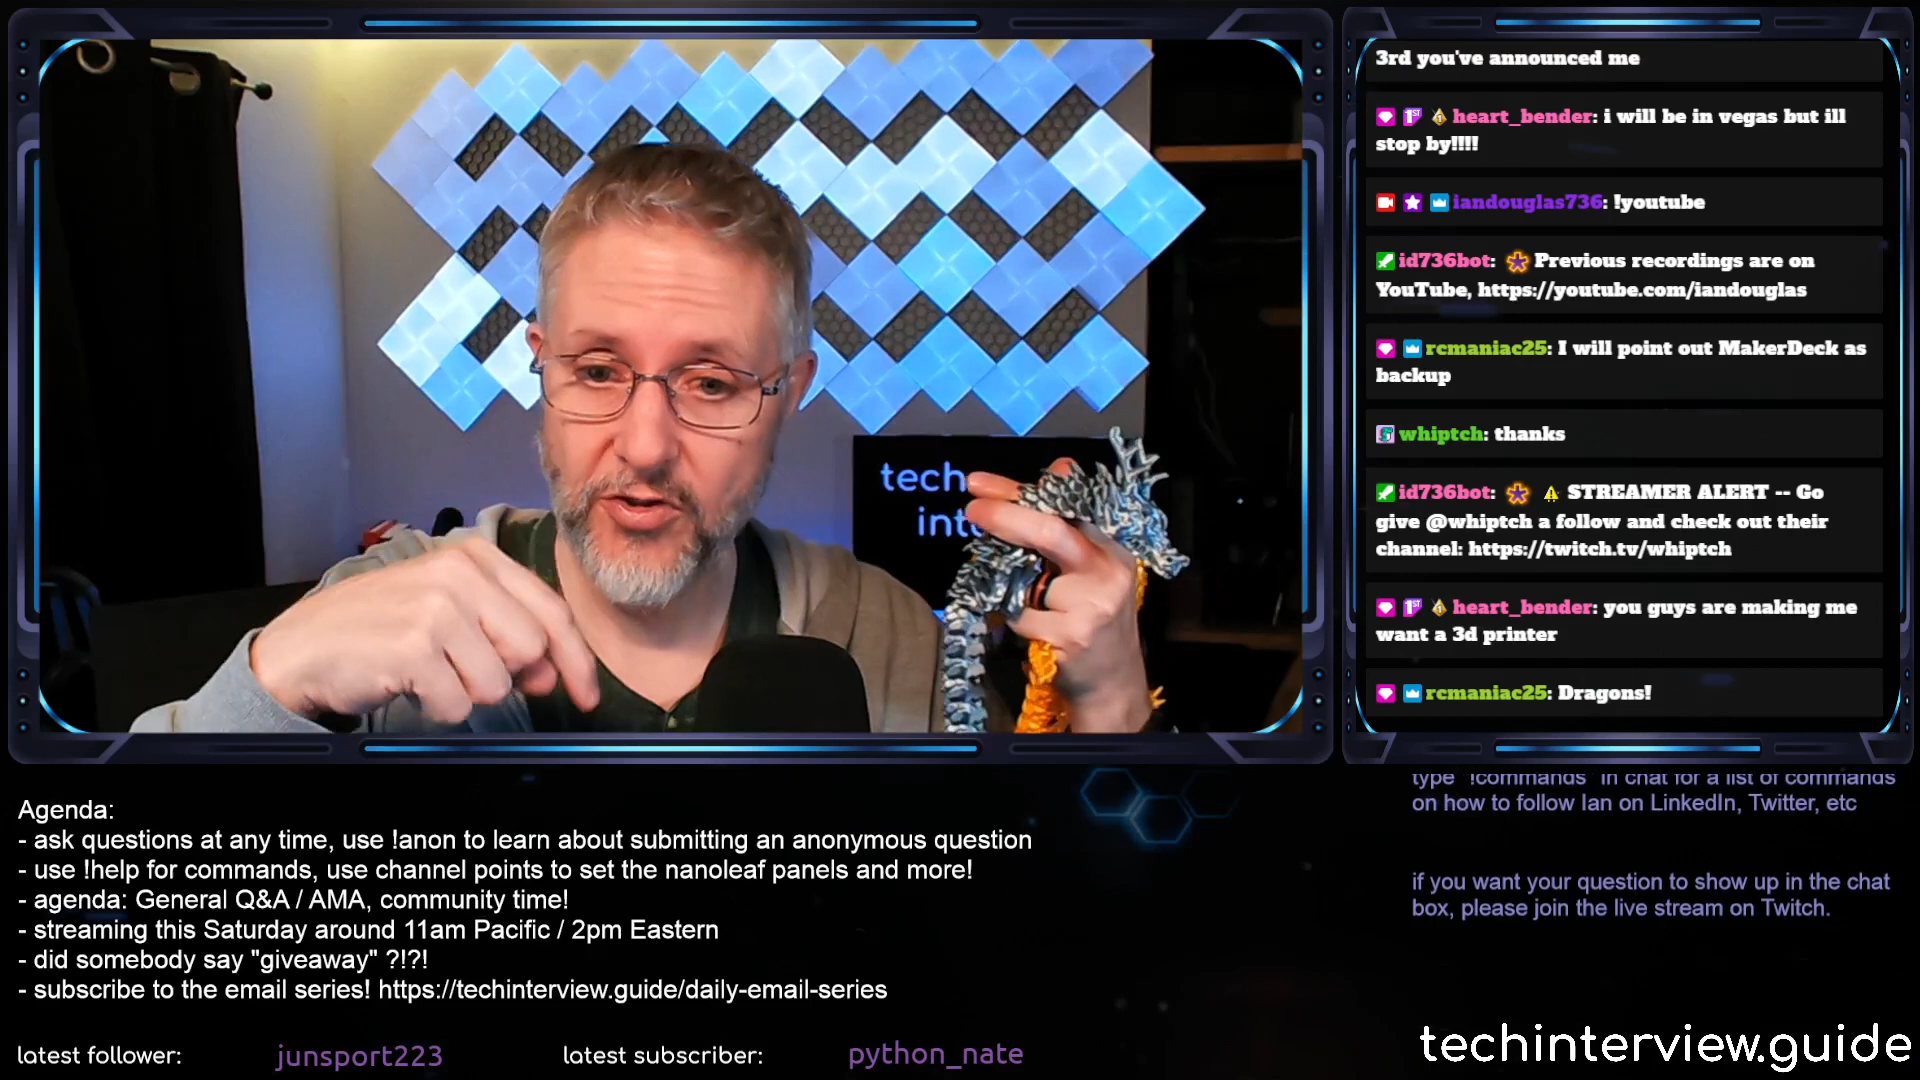 tech
int
3rd you've announced me
1ST heart_bender: i will be in vegas but ill
stop by!!!!
iandouglas736: !youtube
id736bot: Previous recordings are on
YouTube, https://youtube.com/iandouglas
rcmaniac25: I will point out MakerDeck as
backup
whiptch: thanks
id736bot: STREAMER ALERT -- Go
give @whiptch a follow and check out their
channel: https://twitch.tv/whiptch
1ST heart_bender: you guys are making me
want a 3d printer
rcmaniac25: Dragons!
type "!commands" in chat for a list of commands
on how to follow Ian on LinkedIn, Twitter, etc
if you want your question to show up in the chat
box, please join the live stream on Twitch.
Agenda:
- ask questions at any time, use !anon to learn about submitting an anonymous question
- use !help for commands, use channel points to set the nanoleaf panels and more!
- agenda: General Q&A / AMA, community time!
- streaming this Saturday around 11am Pacific / 2pm Eastern
- did somebody say "giveaway" ?!?!
- subscribe to the email series! https://techinterview.guide/daily-email-series
latest follower: junsport223 latest subscriber: python_nate
techinterview.guide